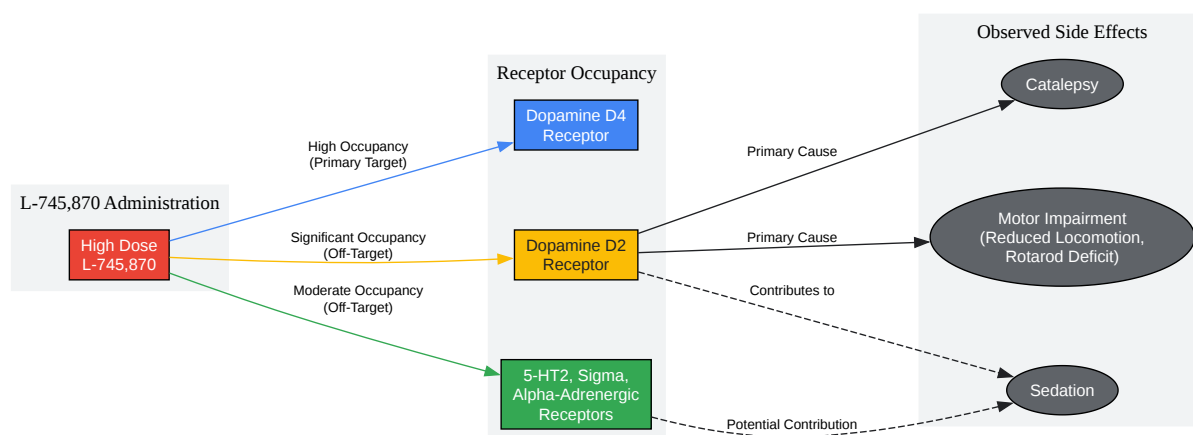 Observed Side Effects
Receptor Occupancy
Catalepsy
Dopamine D4
Receptor
High Occupancy
(Primary Target)
Primary Cause
L-745,870 Administration
High Dose
L-745,870
Significant Occupancy
(Off-Target)
Dopamine D2
Receptor
Primary Cause
Motor Impairment
(Reduced Locomotion,
Rotarod Deficit)
Moderate Occupancy
(Off-Target)
Contributes to
5-HT2, Sigma,
Alpha-Adrenergic
Receptors
Sedation
Potential Contribution